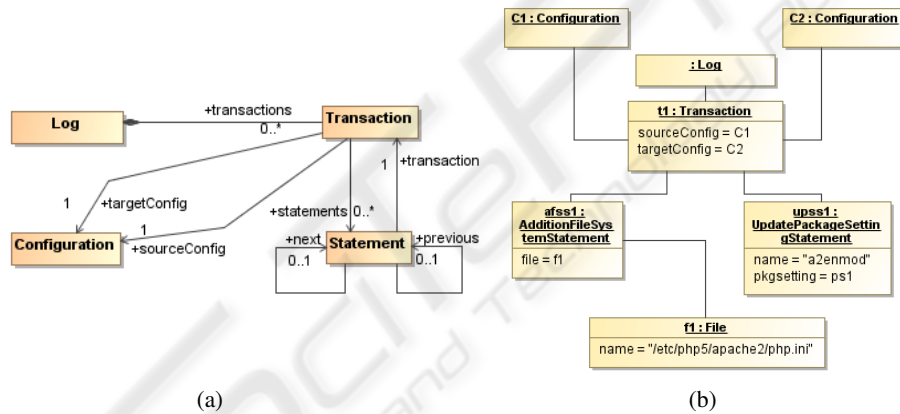 Log
+transactions
0..*
Transaction
1
+transaction
1
+targetConfig
1
+sourceConfig
Configuration
+statements
0..*
+next
0..1
Statement
+previous
0..1
(a)
C1 : Configuration
C2 : Configuration
: Log
t1 : Transaction
sourceConfig = C1
targetConfig = C2
afss1 :
AdditionFileSy
stemStatement
file = f1
upss1 :
UpdatePackageSettin
gStatement
name = "a2enmod"
pkgsetting = ps1
f1 : File
name = "/etc/php5/apache2/php.ini"
(b)